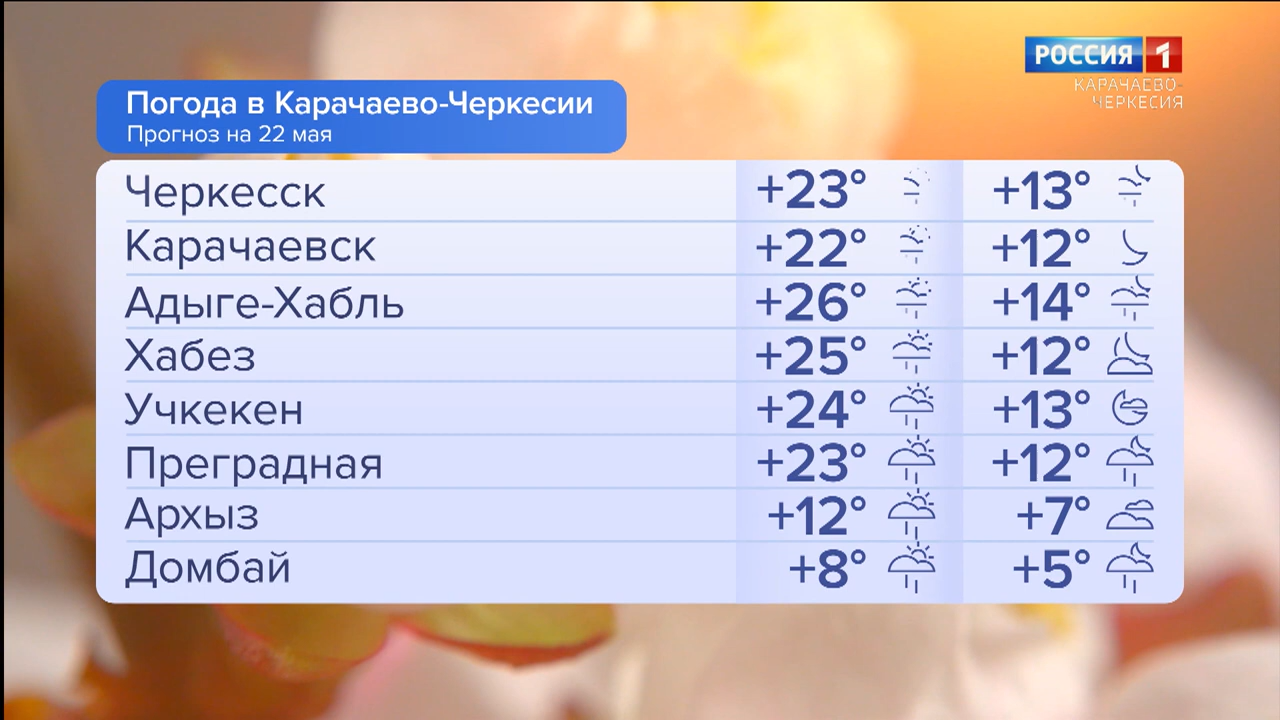 РОССИЯ 1
КАРАЧАЕВО-
ЧЕРКЕСИЯ
Погода в Карачаево-Черкесии
Прогноз на 22 мая
Черкесск +23° +13°
Карачаевск +22° +12°
Адыге-Хабль +26° +14°
Хабез +25° +12°
Учкекен +24° +13°
Преградная +23° +12°
Архыз +12° +7°
Домбай +8° +5°